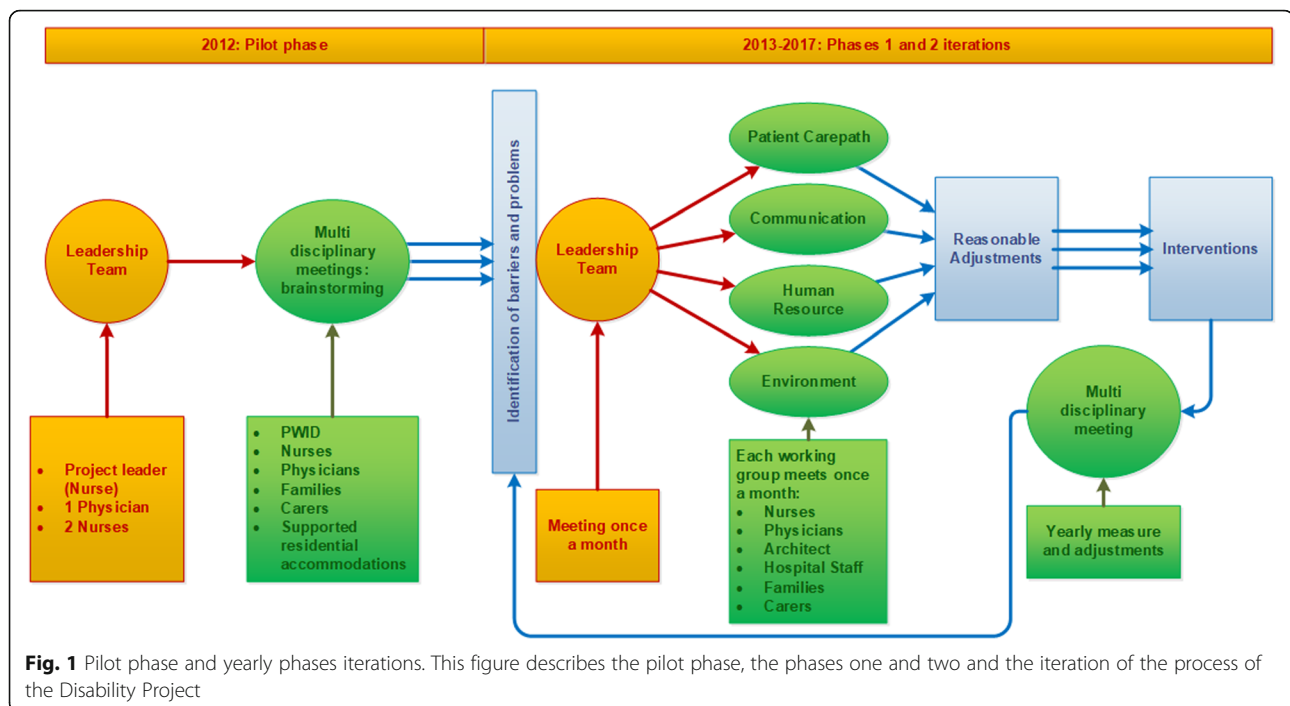 2012: Pilot phase
2013-2017: Phases 1 and 2 iterations
Leadership
Team
Multi
disciplinary
meetings:
brainstorming
• Project leader
(Nurse)
• 1 Physician
• 2 Nurses
• PWID
• Nurses
• Physicians
• Families
• Carers
• Supported
residential
accommodations
Identification of barriers and problems
Leadership
Team
Meeting once
a month
Patient Carepath
Communication
Human
Resource
Environment
Each working
group meets once
a month:
• Nurses
• Physicians
• Architect
• Hospital Staff
• Families
• Carers
Reasonable
Adjustments
Interventions
Multi
disciplinary
meeting
Yearly measure
and adjustments
Fig. 1 Pilot phase and yearly phases iterations. This figure describes the pilot phase, the phases one and two and the iteration of the process of
the Disability Project